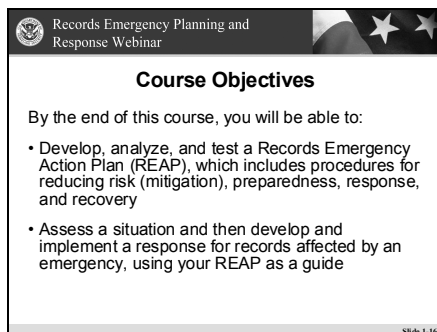 Records Emergency Planning and
Response Webinar
Course Objectives
By the end of this course, you will be able to:
• Develop, analyze, and test a Records Emergency
Action Plan (REAP), which includes procedures for
reducing risk (mitigation), preparedness, response,
and recovery
• Assess a situation and then develop and
implement a response for records affected by an
emergency, using your REAP as a guide
Slide 1-16